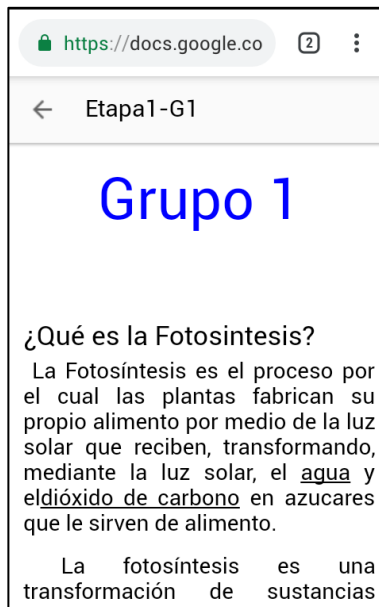 https://docs.google.co 2
Etapa1-G1
Grupo 1
¿Qué es la Fotosintesis?
La Fotosíntesis es el proceso por
el cual las plantas fabrican su
propio alimento por medio de la luz
solar que reciben, transformando,
mediante la luz solar, el agua y
eldióxido de carbono en azucares
que le sirven de alimento.
La fotosíntesis es una
transformación de sustancias